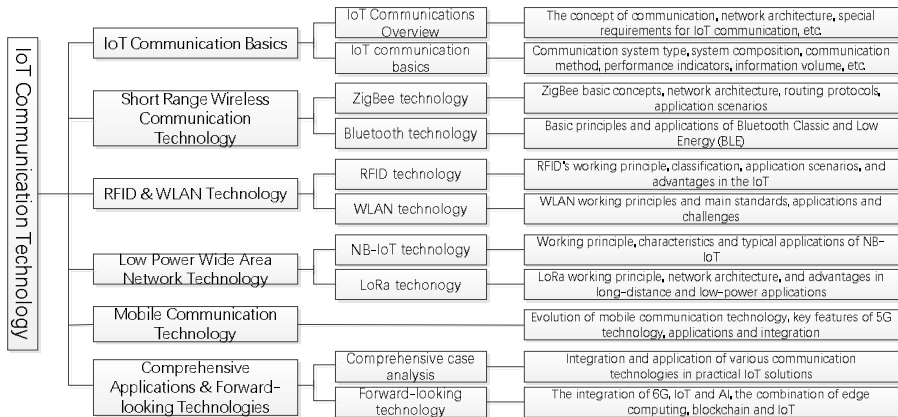 IoT Communication Technology
IoT Communication Basics
IoT Communications
Overview
The concept of communication, network architecture, special
requirements for IoT communication, etc.
IoT communication
basics
Communication system type, system composition, communication
method, performance indicators, information volume, etc.
Short Range Wireless
Communication
Technology
ZigBee technology
ZigBee basic concepts, network architecture, routing protocols,
application scenarios
Bluetooth technology
Basic principles and applications of Bluetooth Classic and Low
Energy (BLE)
RFID & WLAN Technology
RFID technology
RFID's working principle, classification, application scenarios, and
advantages in the IoT
WLAN technology
WLAN working principles and main standards, applications and
challenges
Low Power Wide Area
Network Technology
NB-IoT technology
Working principle, characteristics and typical applications of NB-
IoT
LoRa techonogy
LoRa working principle, network architecture, and advantages in
long-distance and low-power applications
Mobile Communication
Technology
Evolution of mobile communication technology, key features of 5G
technology, applications and integration
Comprehensive
Applications & Forward-
looking Technologies
Comprehensive case
analysis
Integration and application of various communication
technologies in practical IoT solutions
Forward-looking
technology
The integration of 6G, IoT and AI, the combination of edge
computing, blockchain and IoT